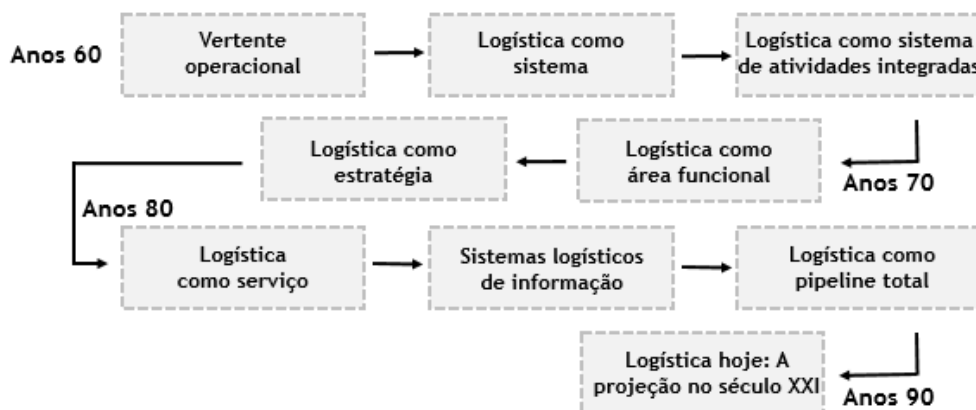 Anos 60
Vertente
operacional
Logística como
sistema
Logística como sistema
de atividades integradas
Anos 70
Logística como
área funcional
Logística como
estratégia
Anos 80
Logística
como serviço
Sistemas logísticos
de informação
Logística como
pipeline total
Anos 90
Logística hoje: A
projeção no século XXI